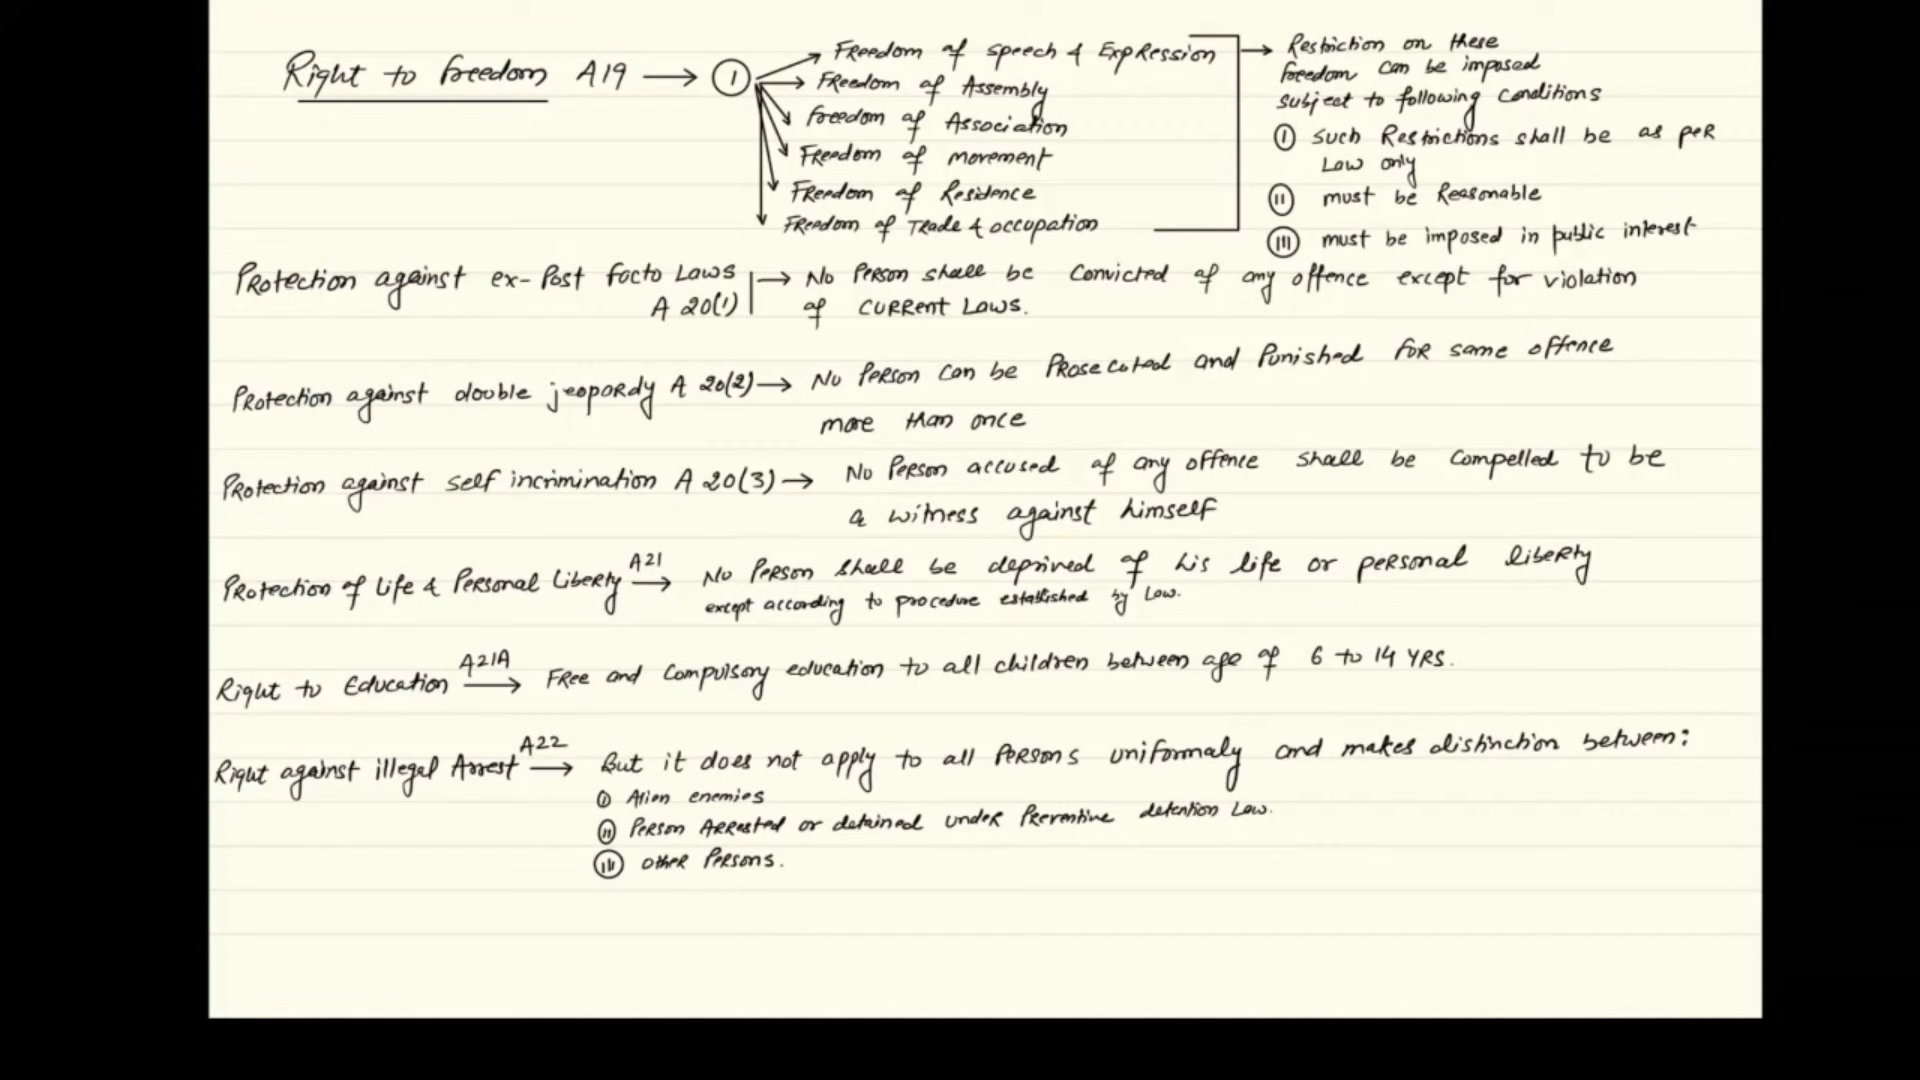 Right to freedom A19 → ① Freedom of speech & Expression
Freedom of Assembly
Freedom of Association
Freedom of movement
Freedom of Residence
Freedom of Trade & occupation
→ Restriction on these
freedom can be imposed
subject to following conditions
Ⓘ such Restrictions shall be as per
Law only
(II) must be Reasonable
(III) must be imposed in public interest
Protection against ex-Post facto Laws → No Person shall be Convicted of any offence except for violation
A 20(1) of CURRENT Laws.
Protection against double jeopardy A 20(2) → No Person can be Prosecuted and Punished for same offence
more than once
Protection against self incrimination A 20(3) → No Person accused of any offence shall be compelled to be
a witness against himself
Protection of Life & Personal Liberty A21 → No Person shall be deprived of his life or personal liberty
except according to procedure established by Law.
Right to Education A21A → Free and Compulsory education to all children between age of 6 to 14 YRS.
Right against illegal Arrest A22 → But it does not apply to all Persons uniformaly and makes distinction between:
Ⓘ Alien enemies
(II) Person Arrested or detained under Preventive detention Law.
(III) other Persons.